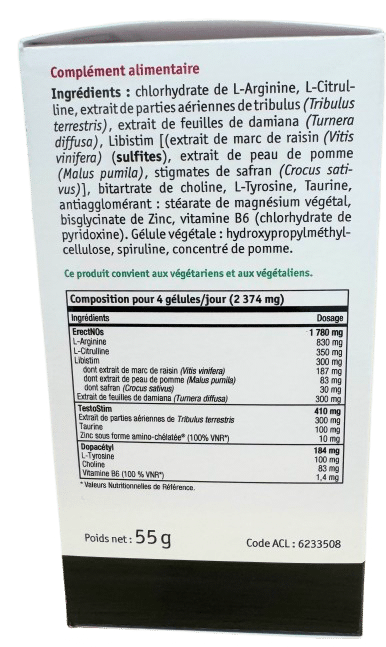 Complément alimentaire
Ingrédients : chlorhydrate de L-Arginine, L-Citrul-
line, extrait de parties aériennes de tribulus (Tribulus
terrestris), extrait de feuilles de damiana (Turnera
diffusa), Libistim [(extrait de marc de raisin (Vitis
vinifera) (sulfites), extrait de peau de pomme
(Malus pumila), stigmates de safran (Crocus sati-
vus)], bitartrate de choline, L-Tyrosine, Taurine,
antiagglomérant : stéarate de magnésium végétal,
bisglycinate de Zinc, vitamine B6 (chlorhydrate de
pyridoxine). Gélule végétale : hydroxypropylméthyl-
cellulose, spiruline, concentré de pomme.
Ce produit convient aux végétariens et aux végétaliens.
Composition pour 4 gélules/jour (2 374 mg)
Ingrédients Dosage
ErectNOs 1 780 mg
L-Arginine 830 mg
L-Citrulline 350 mg
Libistim 300 mg
dont extrait de marc de raisin (Vitis vinifera) 187 mg
dont extrait de peau de pomme (Malus pumila) 83 mg
dont safran (Crocus sativus) 30 mg
Extrait de feuilles de damiana (Turnera diffusa) 300 mg
TestoStim 410 mg
Extrait de parties aériennes de Tribulus terrestris 300 mg
Taurine 100 mg
Zinc sous forme amino-chélatée® (100% VNR*) 10 mg
Dopacétyl 184 mg
L-Tyrosine 100 mg
Choline 83 mg
Vitamine B6 (100 % VNR*) 1,4 mg
* Valeurs Nutritionnelles de Référence.
Poids net : 55 g
Code ACL : 6233508